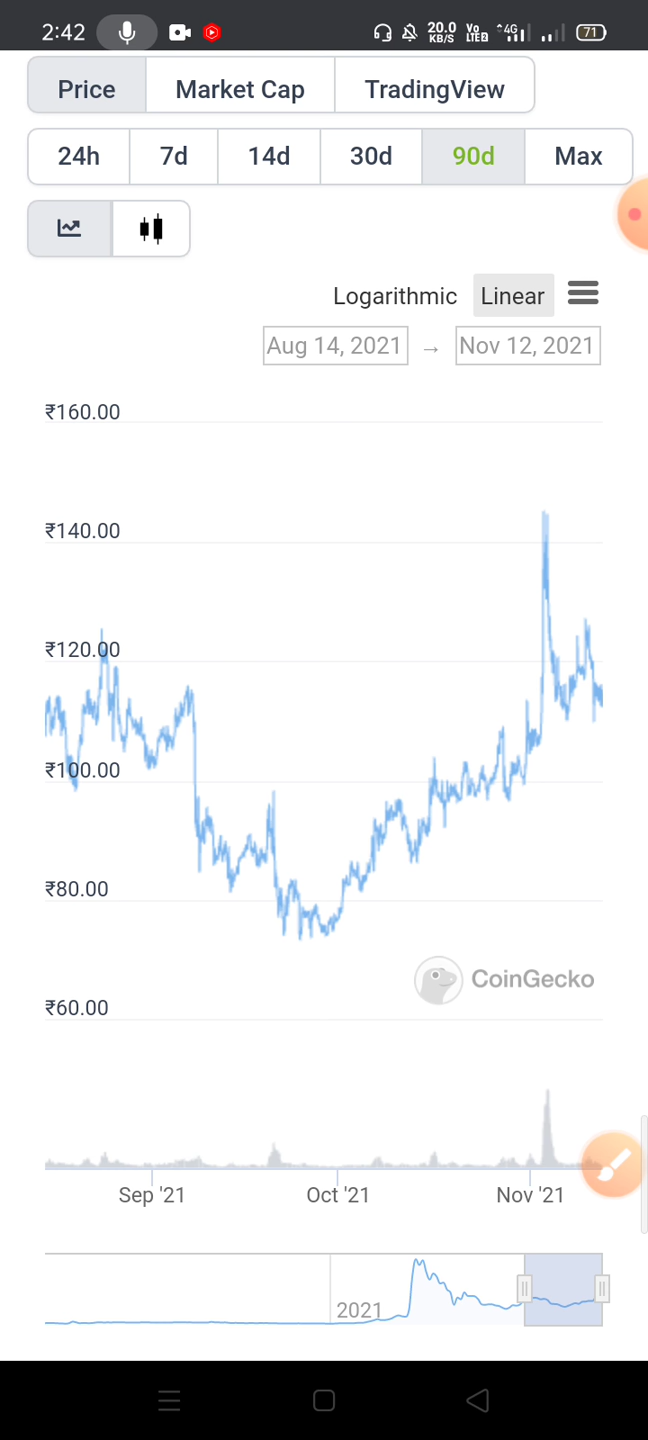 2:42 20.0 KB/S Vo LTE2 4G 71
Price Market Cap TradingView
24h 7d 14d 30d 90d Max
Logarithmic Linear
Aug 14, 2021 → Nov 12, 2021
₹160.00
₹140.00
₹120.00
₹100.00
₹80.00
CoinGecko
₹60.00
Sep '21 Oct '21 Nov '21
2021